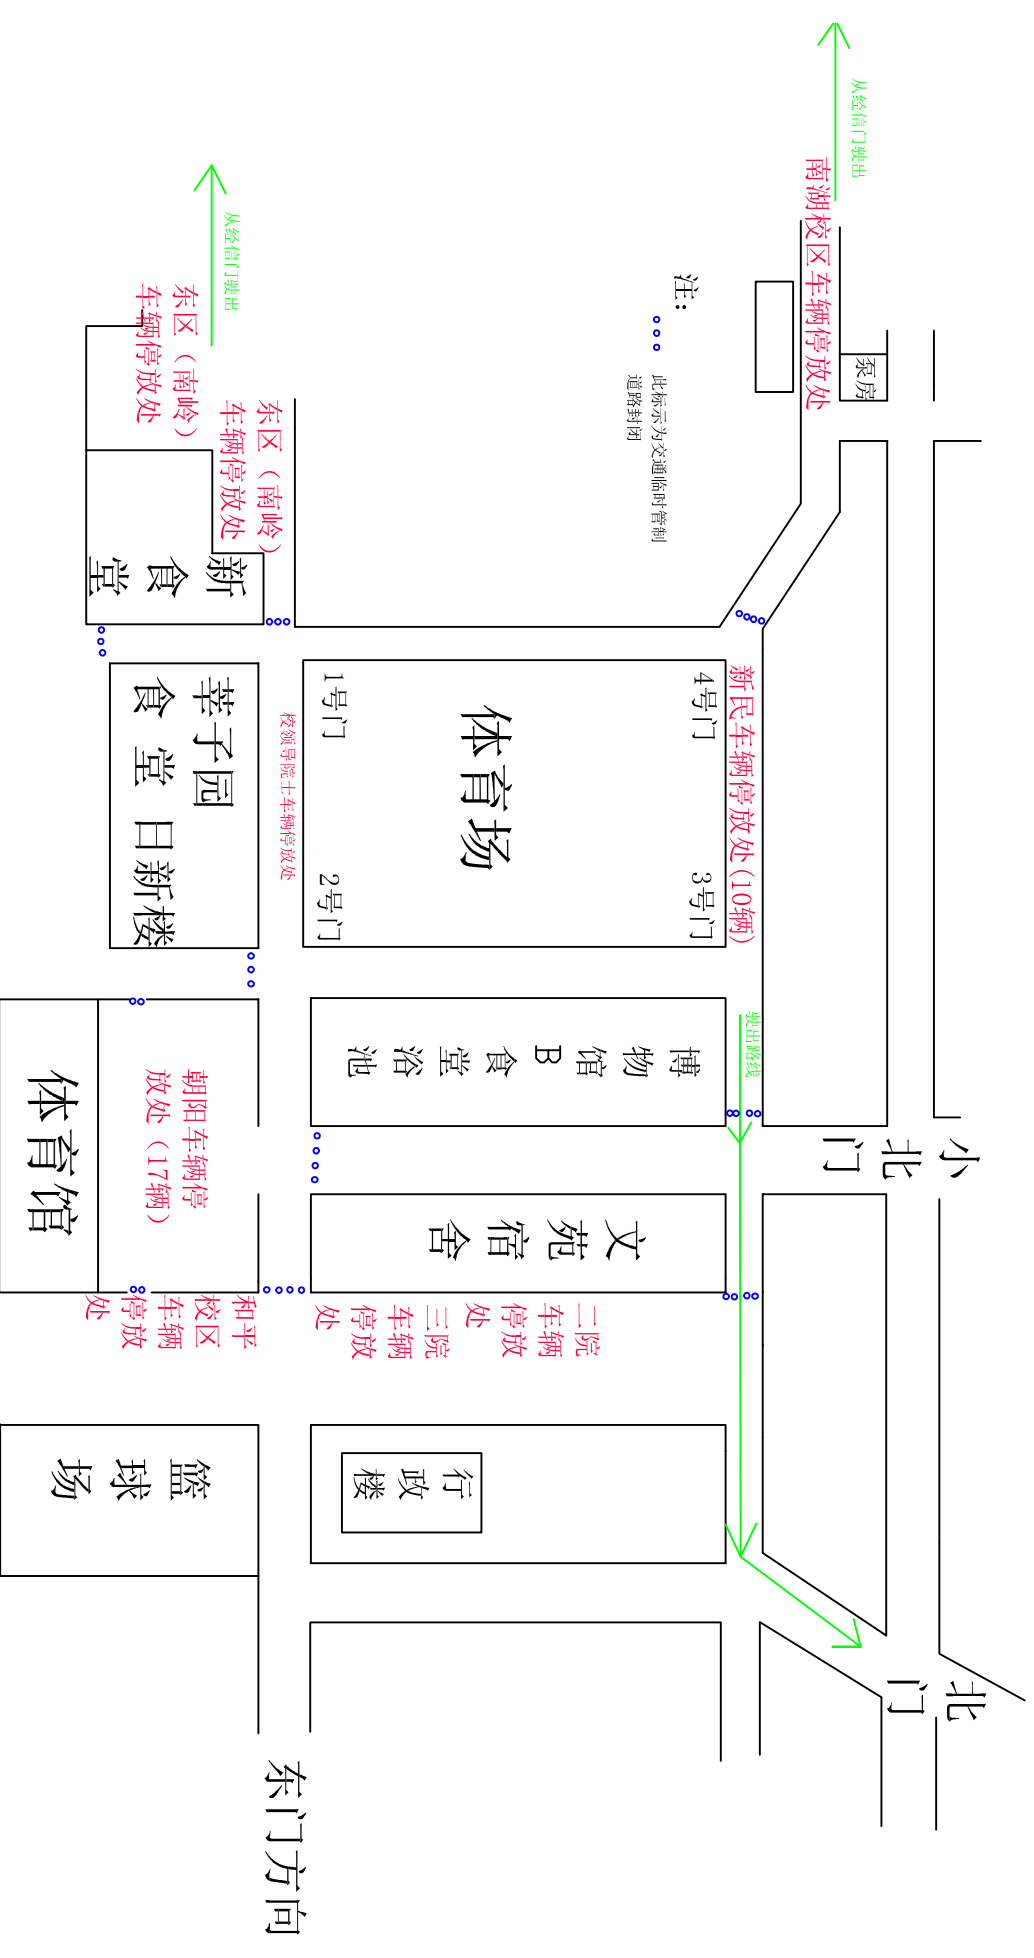 从经信门驶出
南湖校区车辆停放处
泵房
从经信门驶出
东区（南岭）
车辆停放处
东区（南岭）
车辆停放处
注:
此标示为交通临时管制
道路封闭
新食堂
莘子园
食堂 日新楼
校领导院士车辆停放处
体育场
1号门
2号门
4号门
3号门
新民车辆停放处(10辆)
驶出路线
博物馆B食堂浴池
小北门
体育馆
朝阳车辆停
放处（17辆）
文苑宿舍
和平
校区
车辆
停放
处
二院
车辆
停放
处
三院
车辆
停放
处
篮球场
行政楼
北门
东门方向